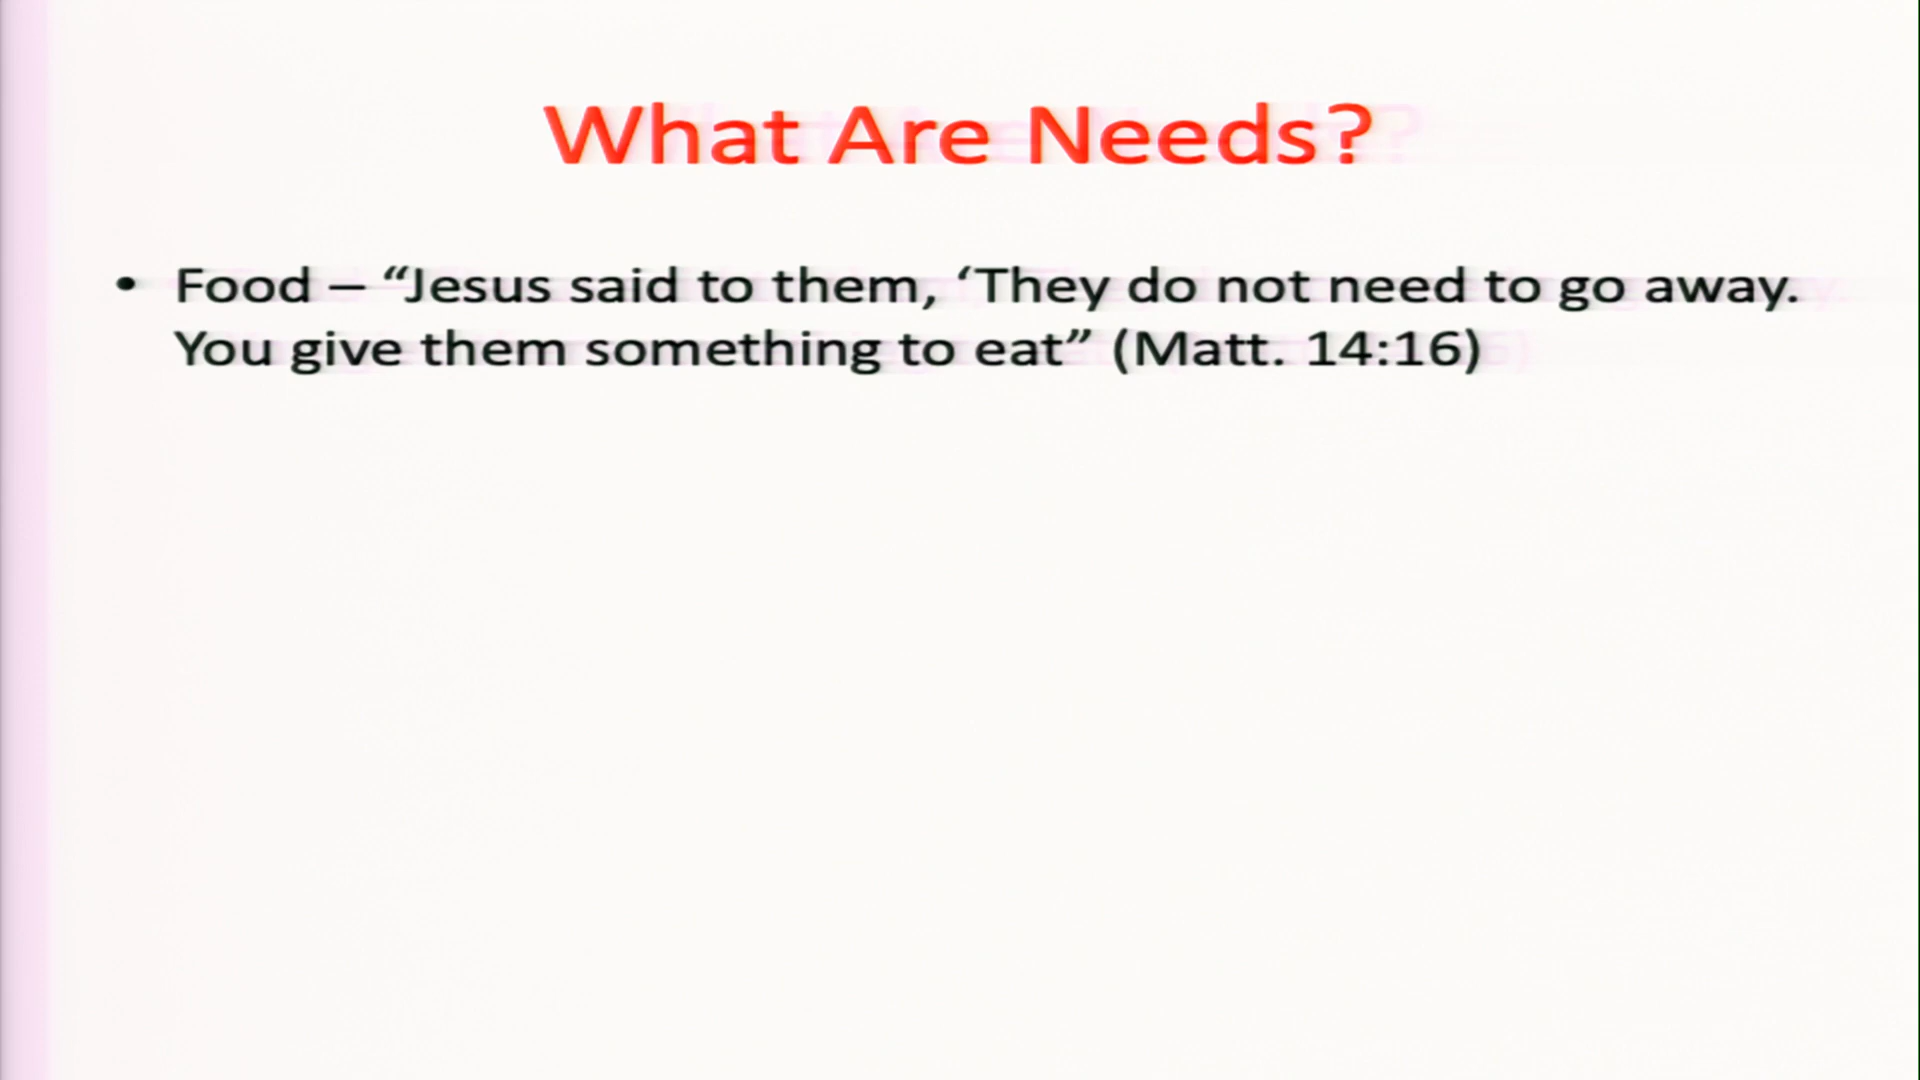 What Are Needs?
• Food – “Jesus said to them, ‘They do not need to go away.
You give them something to eat” (Matt. 14:16)